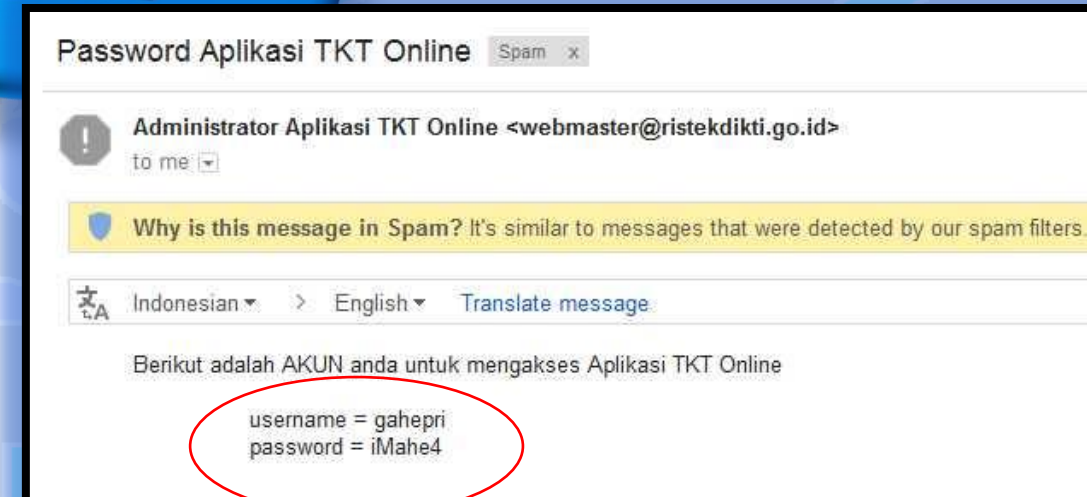 Password Aplikasi TKT Online Spam x
Administrator Aplikasi TKT Online <webmaster@ristekdikti.go.id>
to me
Why is this message in Spam? It's similar to messages that were detected by our spam filters.
Indonesian > English Translate message
Berikut adalah AKUN anda untuk mengakses Aplikasi TKT Online
username = gahepri
password = iMahe4